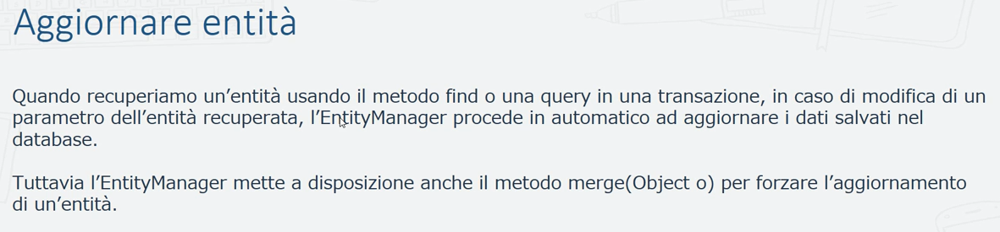 Aggiornare entità
Quando recuperiamo un’entità usando il metodo find o una query in una transazione, in caso di modifica di un
parametro dell’entità recuperata, l’EntityManager procede in automatico ad aggiornare i dati salvati nel
database.
Tuttavia l’EntityManager mette a disposizione anche il metodo merge(Object o) per forzare l’aggiornamento
di un’entità.